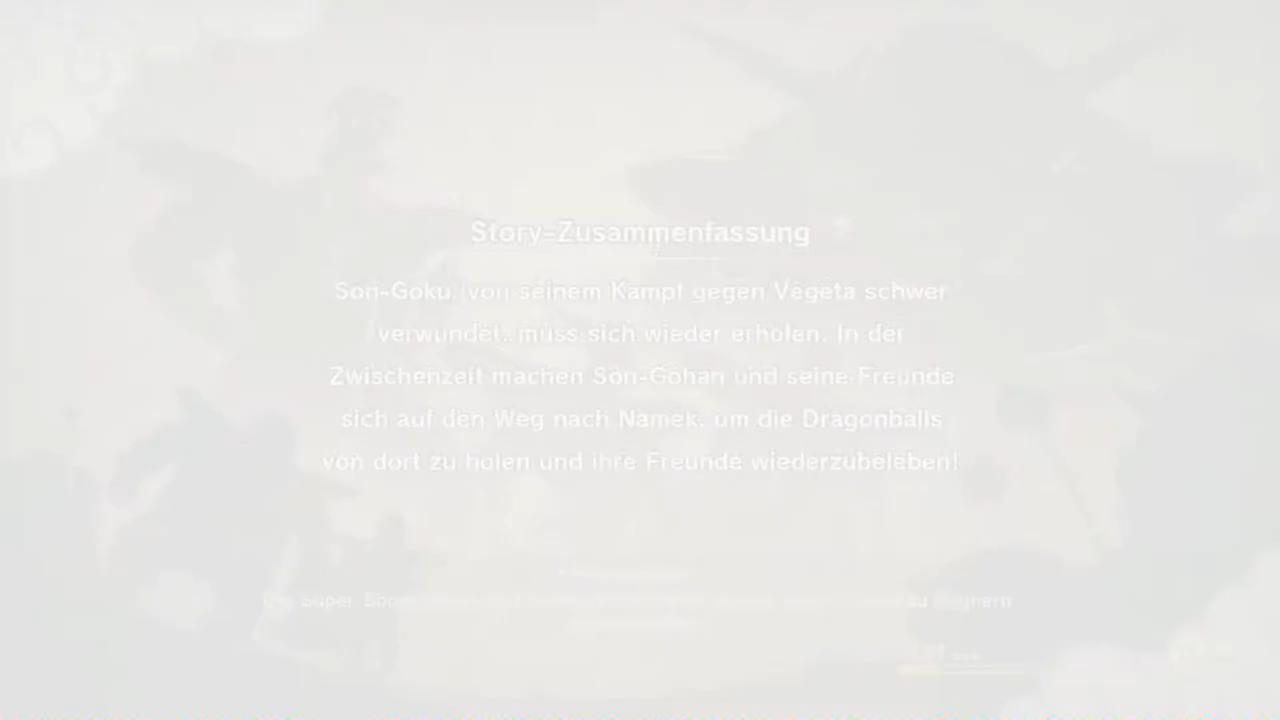 Story-Zusammenfassung
Son-Goku, von seinem Kampf gegen Vegeta schwer
verwundet, muss sich wieder erholen. In der
Zwischenzeit machen Son-Gohan und seine Freunde
sich auf den Weg nach Namek, um die Dragonballs
von dort zu holen und ihre Freunde wiederzubeleben!
Super zu